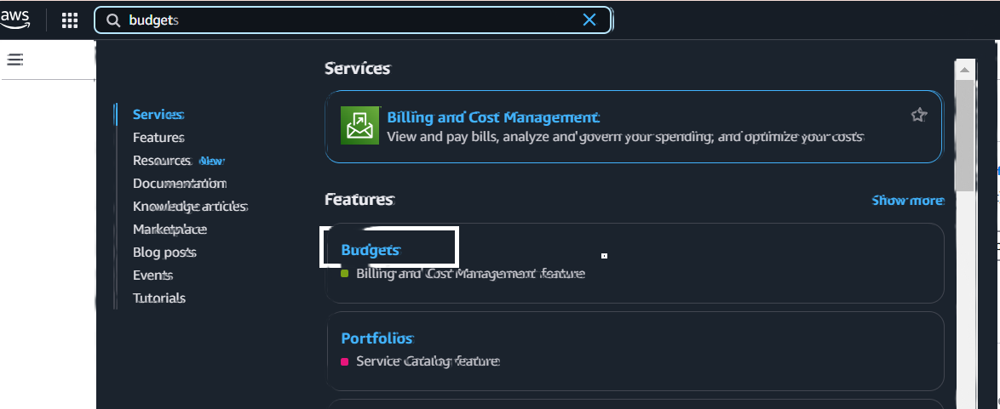 aws
budgets
Services
Features
Resources New
Documentation
Knowledge articles
Marketplace
Blog posts
Events
Tutorials
Services
Billing and Cost Management
View and pay bills, analyze and govern your spending, and optimize your costs
Features
Show more
Budgets
Billing and Cost Management feature
Portfolios
Service Catalog feature